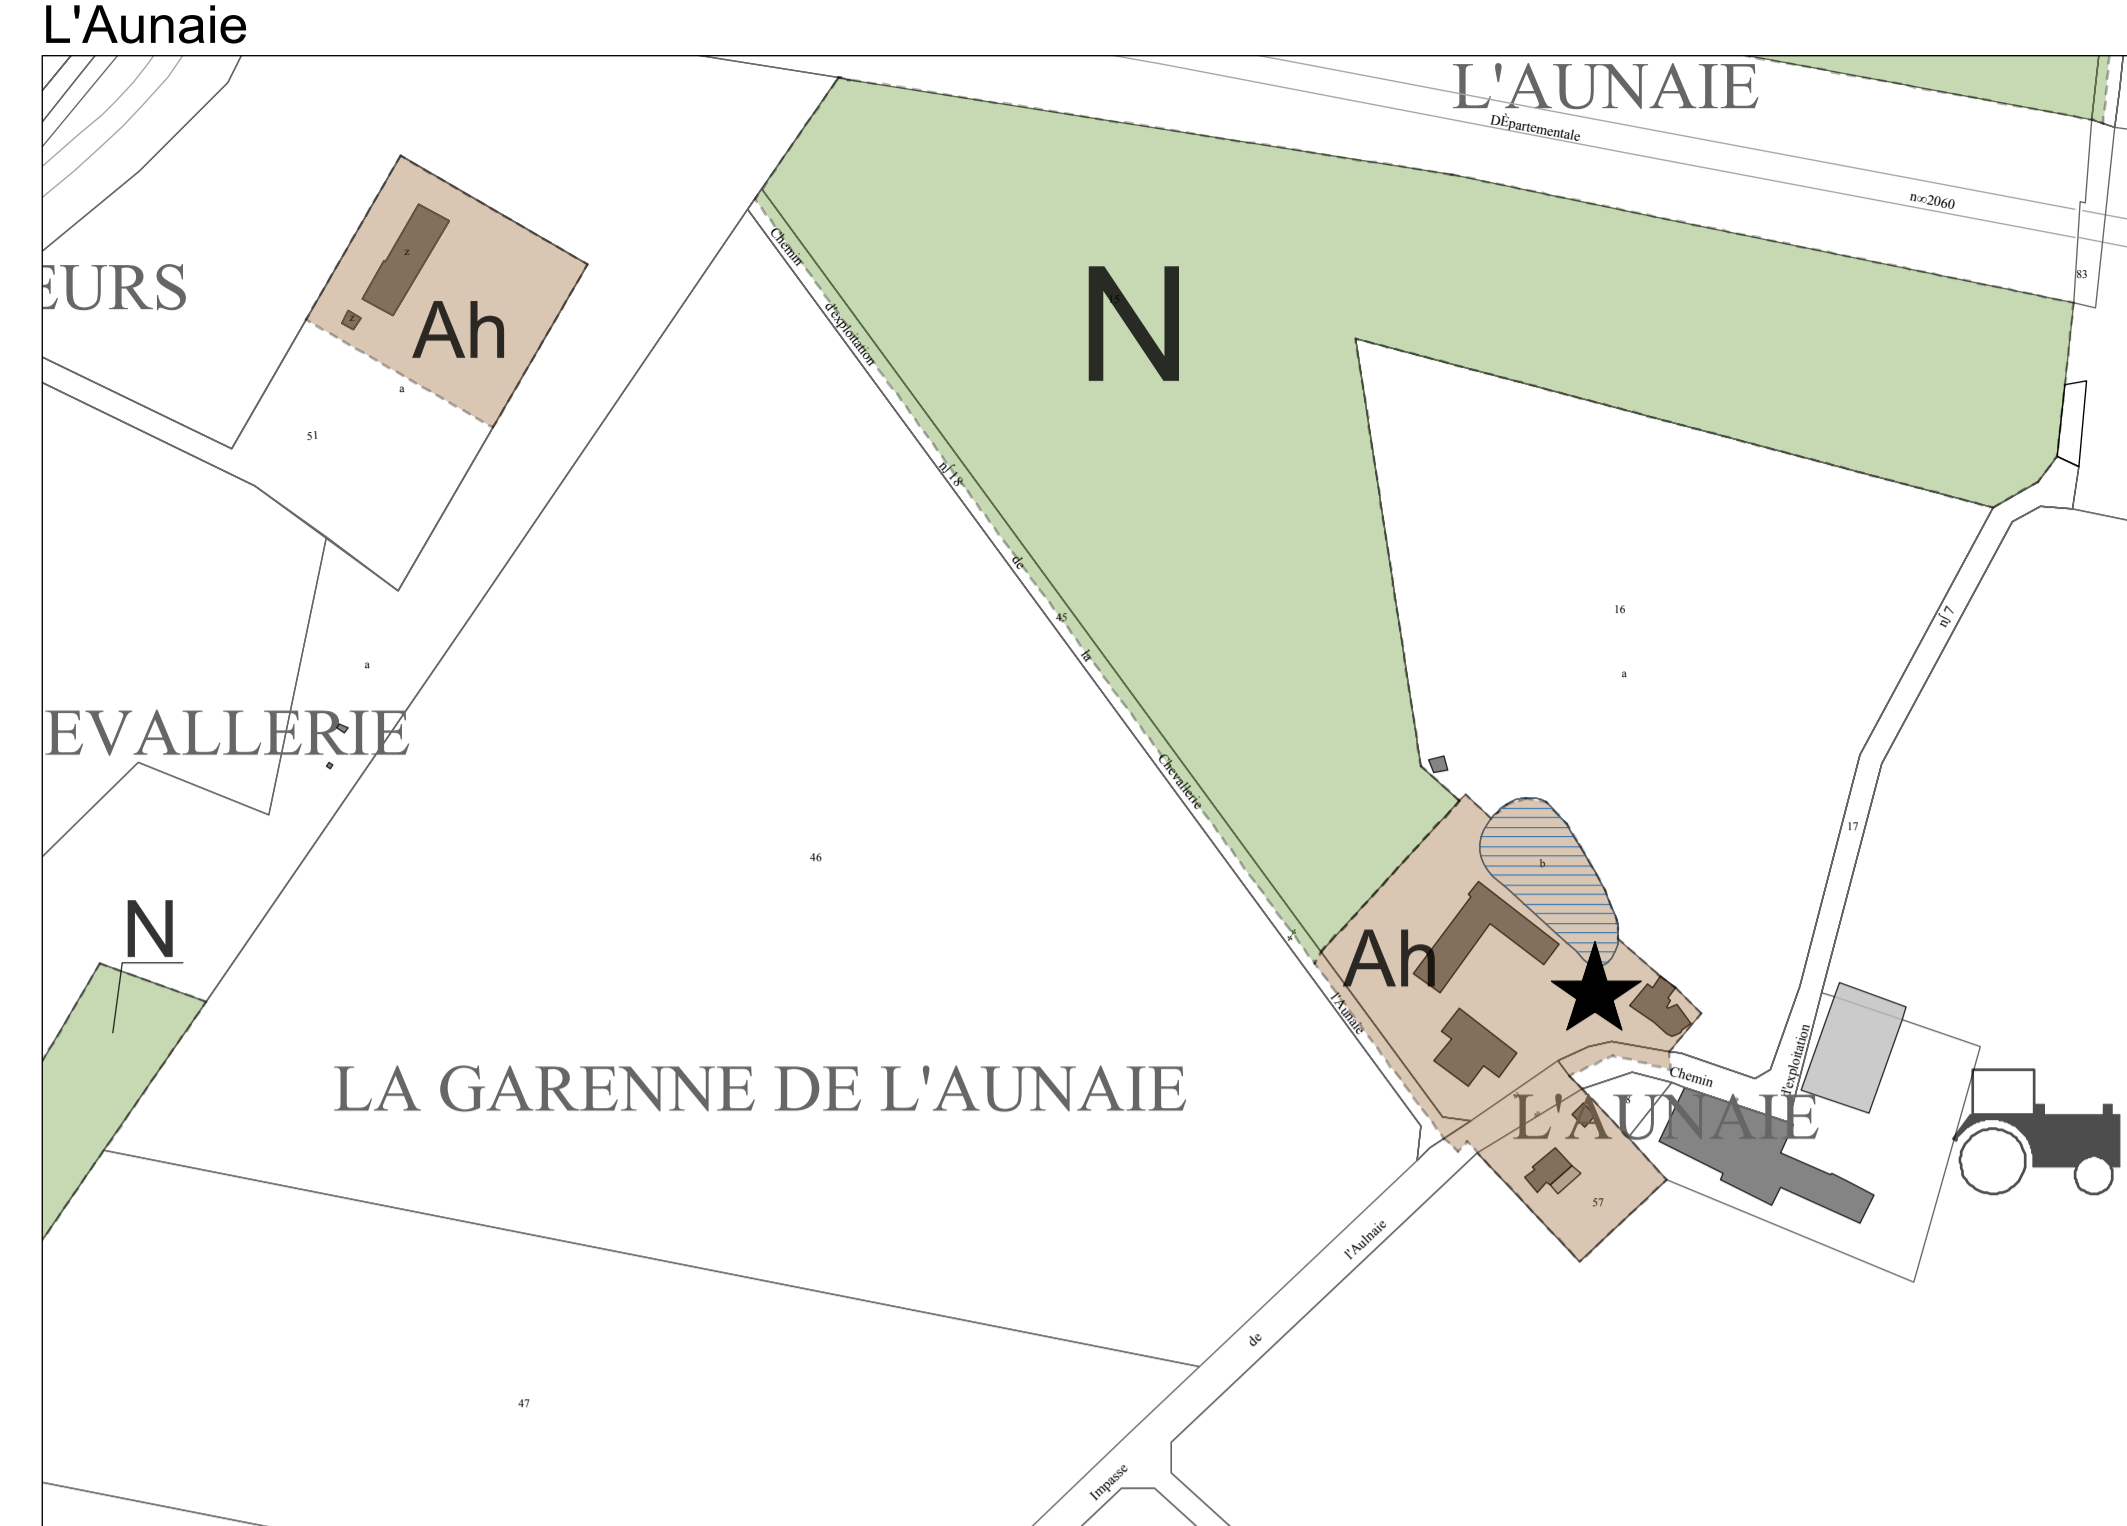 L'Aunaie
L'AUNAIE
DÈpartementale
n∞2060
83
EURS
z
z
Ah
a
51
Chemin
d'exploitation
n∫ 18
de
45
la
Chevallerie
l'Aunaie
N
15
16
a
n∫ 7
17
a
EVALLERIE
46
b
N
Ah
LA GARENNE DE L'AUNAIE
d'exploitation
Chemin
L'AUNAIE
57
l'Aulnaie
de
Impasse
47